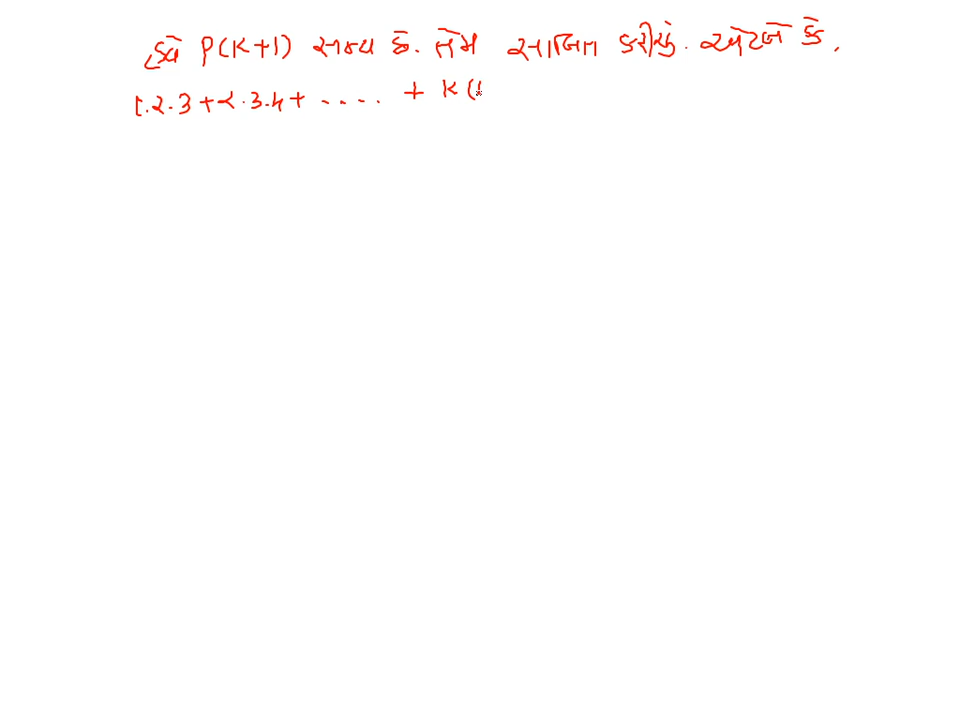 હવે P(K+1) સત્ય છે. તેમ સાબિત કરીશું. એટલે કે,
1.2.3 + 2.3.4 + ..... + K(